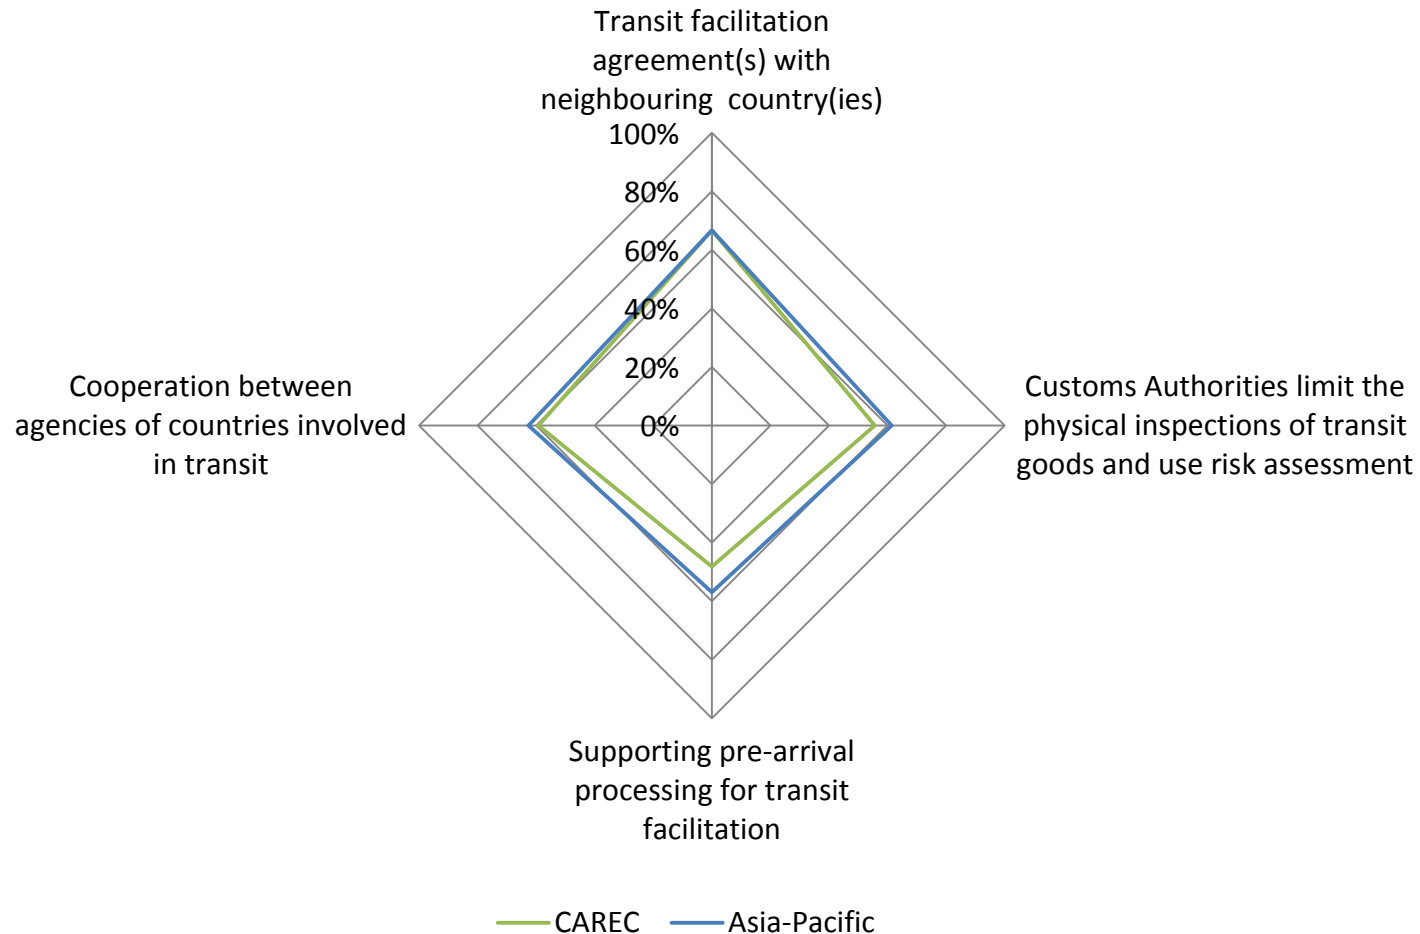 Transit facilitation
agreement(s) with
neighbouring  country(ies)
100%
80%
60%
40%
20%
0%
Cooperation between
agencies of countries involved
in transit
Customs Authorities limit the
physical inspections of transit
goods and use risk assessment
Supporting pre-arrival
processing for transit
facilitation
CAREC
Asia-Pacific